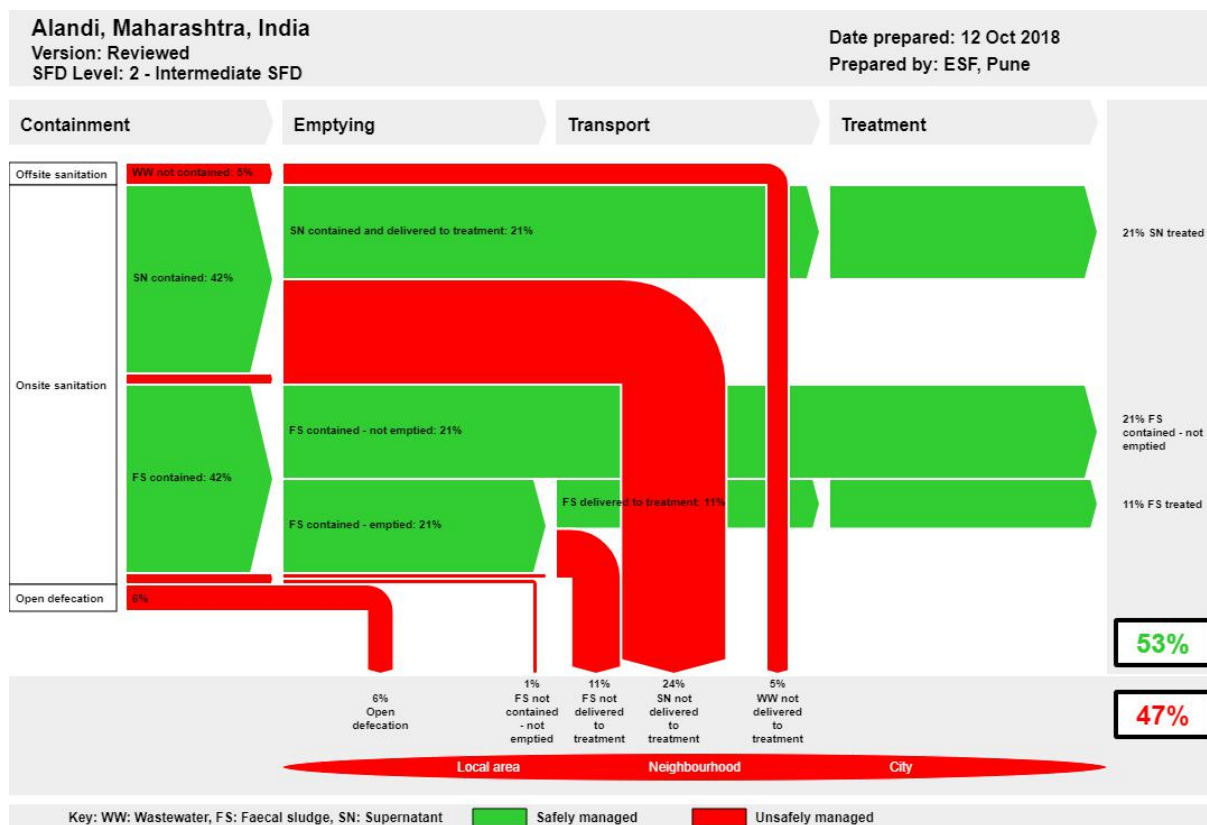 Alandi, Maharashtra, India
Version: Reviewed
SFD Level: 2 - Intermediate SFD
Date prepared: 12 Oct 2018
Prepared by: ESF, Pune
Containment
Emptying
Transport
Treatment
Offsite sanitation
WW not contained: 5%
SN contained and delivered to treatment: 21%
21% SN treated
SN contained: 42%
Onsite sanitation
FS contained - not emptied: 21%
21% FS
contained - not
emptied
FS contained: 42%
FS delivered to treatment: 11%
11% FS treated
FS contained - emptied: 21%
Open defecation
6%
53%
6%
Open
defecation
1%
FS not
contained
- not
emptied
11%
FS not
delivered
to
treatment
24%
SN not
delivered
to
treatment
5%
WW not
delivered
to
treatment
47%
Local area
Neighbourhood
City
Key: WW: Wastewater, FS: Faecal sludge, SN: Supernatant
Safely managed
Unsafely managed